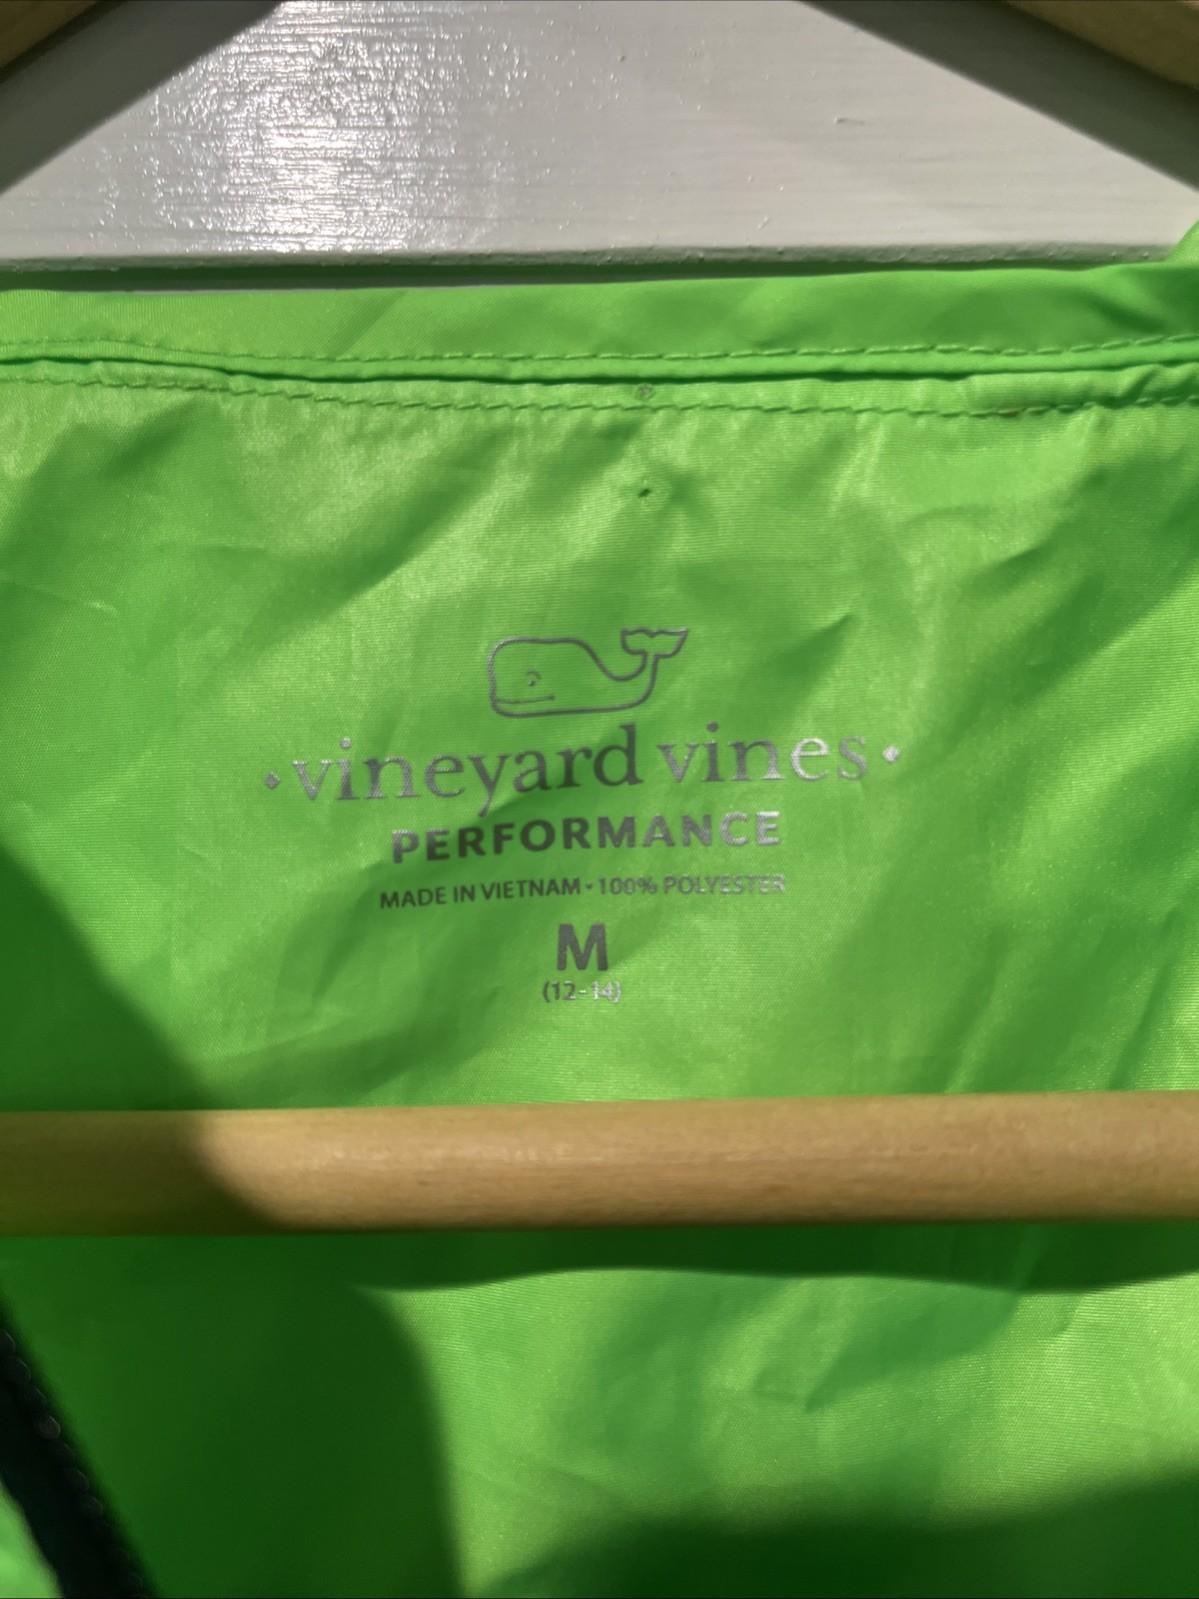 ·vineyard vines·
PERFORMANCE
MADE IN VIETNAM · 100% POLYESTER
M
(12-14)